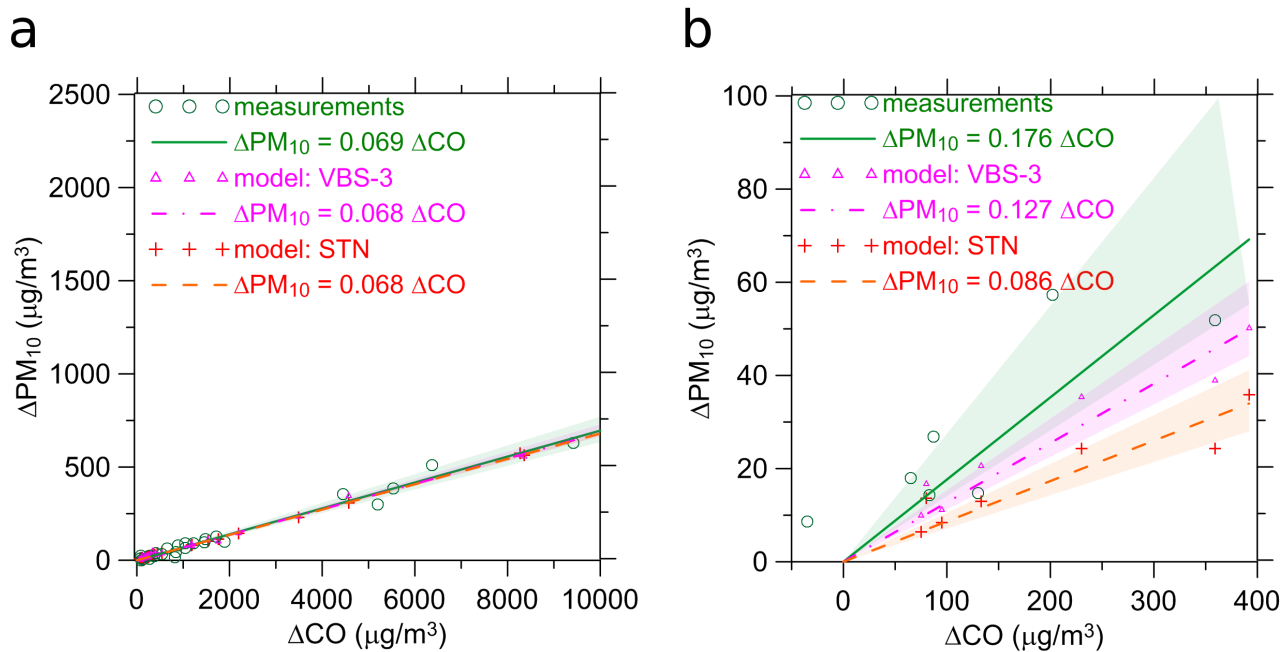 a
2500
2000
1500
1000
500
0
ΔPM₁₀ (μg/m³)
measurements
ΔPM₁₀ = 0.069 ΔCO
model: VBS-3
ΔPM₁₀ = 0.068 ΔCO
model: STN
ΔPM₁₀ = 0.068 ΔCO
0 2000 4000 6000 8000 10000
ΔCO (μg/m³)
b
100
80
60
40
20
0
ΔPM₁₀ (μg/m³)
measurements
ΔPM₁₀ = 0.176 ΔCO
model: VBS-3
ΔPM₁₀ = 0.127 ΔCO
model: STN
ΔPM₁₀ = 0.086 ΔCO
0 100 200 300 400
ΔCO (μg/m³)